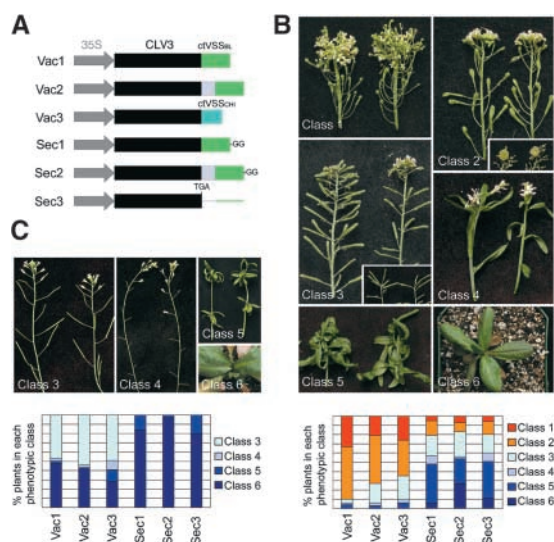 A
35S CLV3 ctVSSBL
Vac1
Vac2
ctVSSCHI
Vac3
Sec1 -GG
Sec2 -GG
TGA
Sec3
B
Class 1
Class 2
Class 3
Class 4
Class 5
Class 6
C
Class 3
Class 4
Class 5
Class 6
% plants in each
phenotypic class
Class 3
Class 4
Class 5
Class 6
Vac1 Vac2 Vac3 Sec1 Sec2 Sec3
% plants in each
phenotypic class
Class 1
Class 2
Class 3
Class 4
Class 5
Class 6
Vac1 Vac2 Vac3 Sec1 Sec2 Sec3